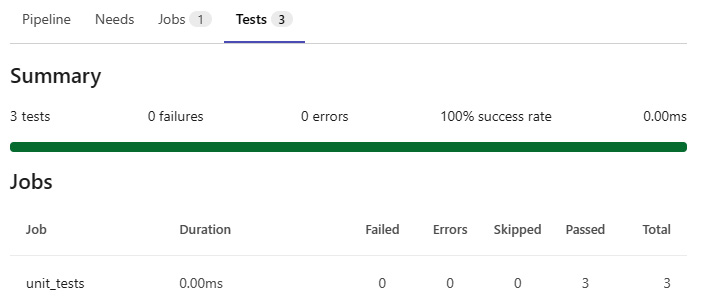 Pipeline Needs Jobs 1 Tests 3
Summary
3 tests 0 failures 0 errors 100% success rate 0.00ms
Jobs
Job Duration Failed Errors Skipped Passed Total
unit_tests 0.00ms 0 0 0 3 3